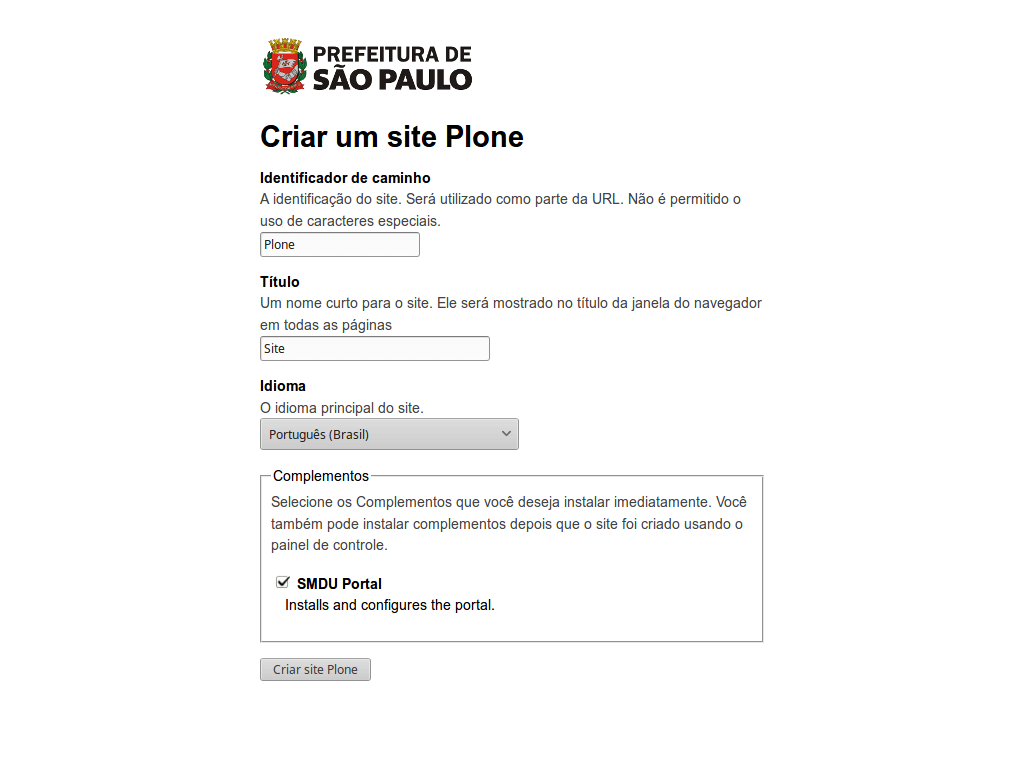 PREFEITURA DE
SÃO PAULO
Criar um site Plone
Identificador de caminho
A identificação do site. Será utilizado como parte da URL. Não é permitido o
uso de caracteres especiais.
Plone
Título
Um nome curto para o site. Ele será mostrado no título da janela do navegador
em todas as páginas
Site
Idioma
O idioma principal do site.
Português (Brasil)
Complementos
Selecione os Complementos que você deseja instalar imediatamente. Você
também pode instalar complementos depois que o site foi criado usando o
painel de controle.
SMDU Portal
Installs and configures the portal.
Criar site Plone